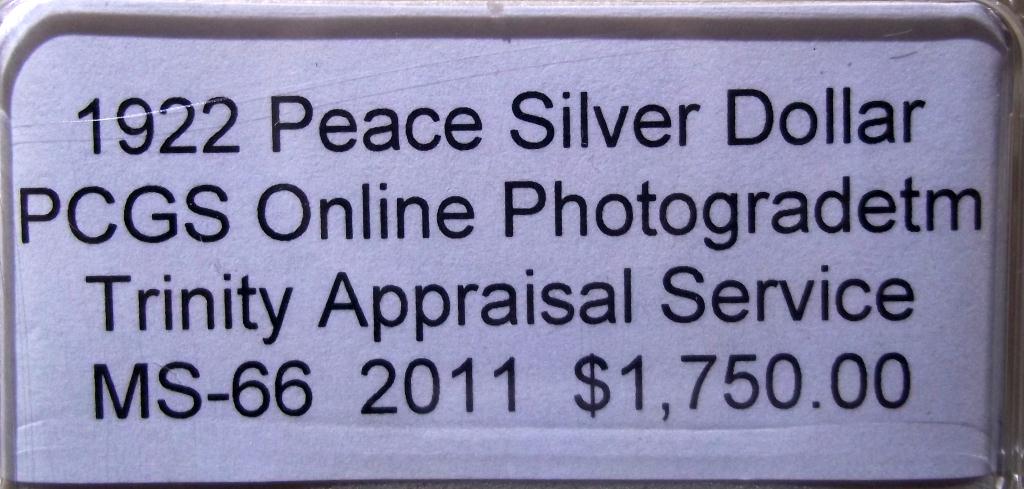 1922 Peace Silver Dollar
PCGS Online Photogradetm
Trinity Appraisal Service
MS-66 2011 $1,750.00